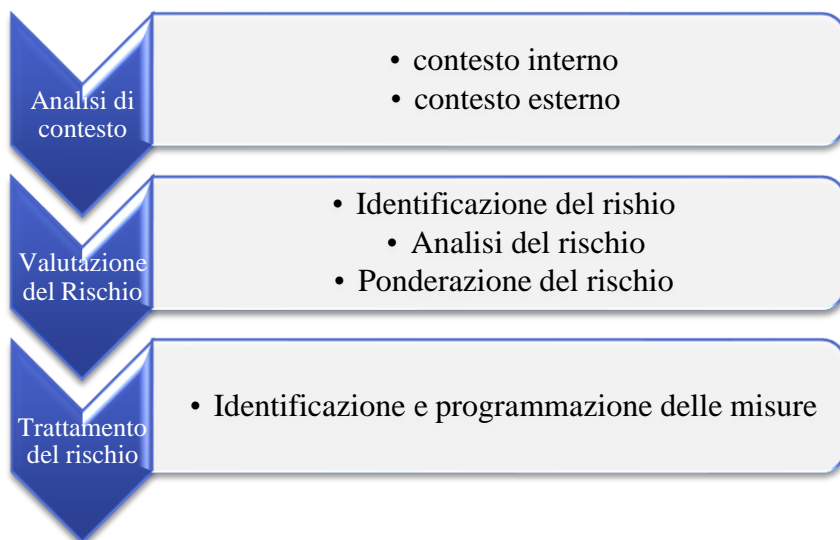 Analisi di
contesto
• contesto interno
• contesto esterno
Valutazione
del Rischio
• Identificazione del rishio
• Analisi del rischio
• Ponderazione del rischio
Trattamento
del rischio
• Identificazione e programmazione delle misure